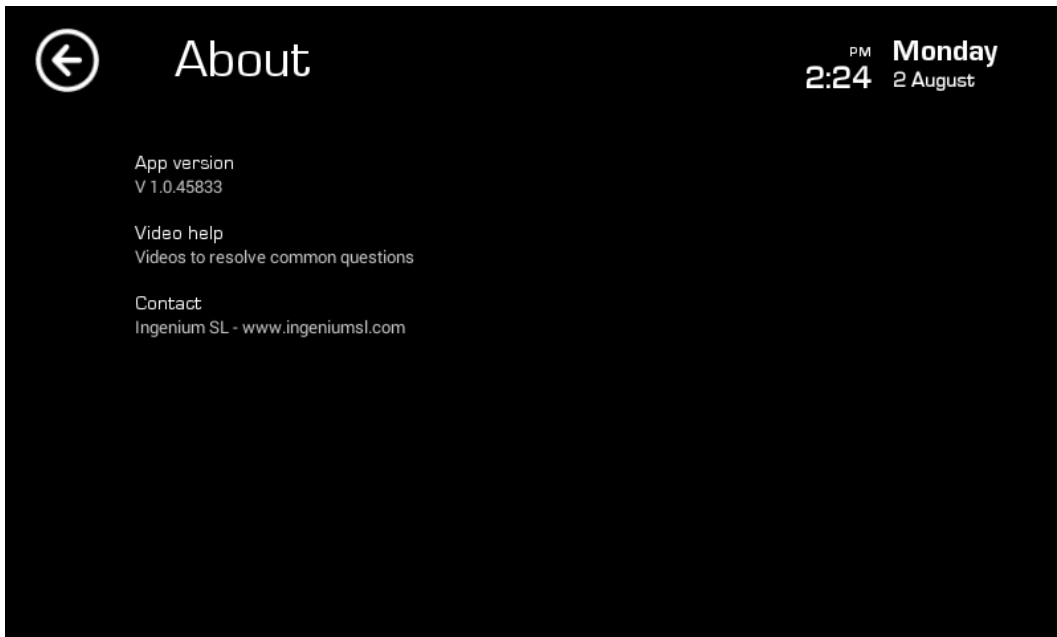 About
PM
2:24
Monday
2 August
App version
V 1.0.45833
Video help
Videos to resolve common questions
Contact
Ingenium SL - www.ingeniumsl.com